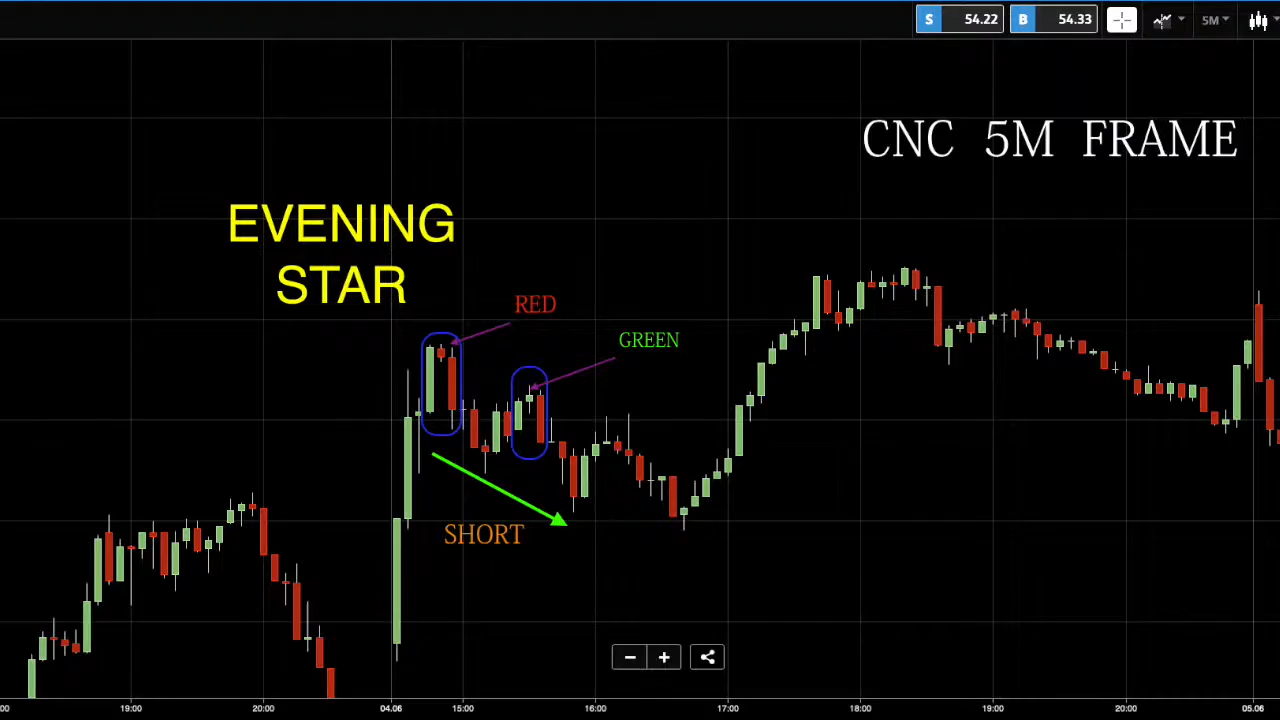 S 54.22 B 54.33 5M
CNC 5M FRAME
EVENING
STAR
RED
GREEN
SHORT
19:00 20:00 04.06 15:00 16:00 17:00 18:00 19:00 20:00 05.06